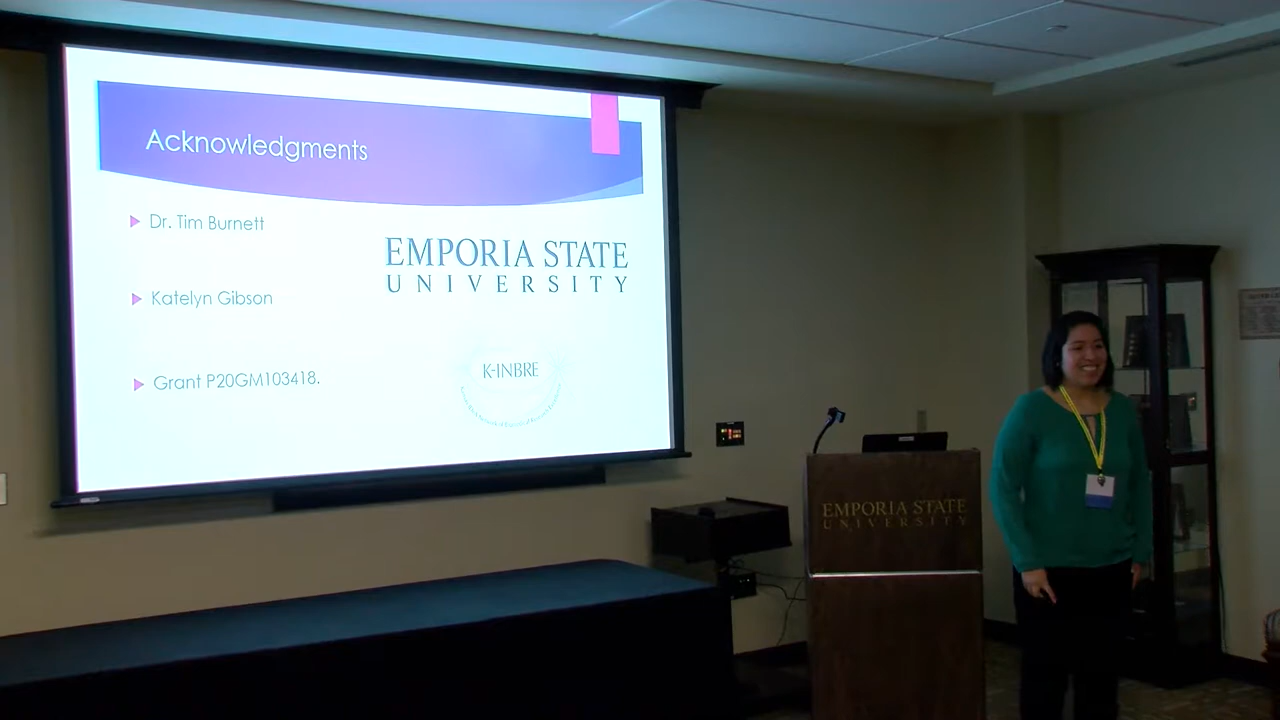 Acknowledgments
Dr. Tim Burnett
Katelyn Gibson
Grant P20GM103418.
EMPORIA STATE
UNIVERSITY
K-INBRE
EMPORIA STATE
UNIVERSITY